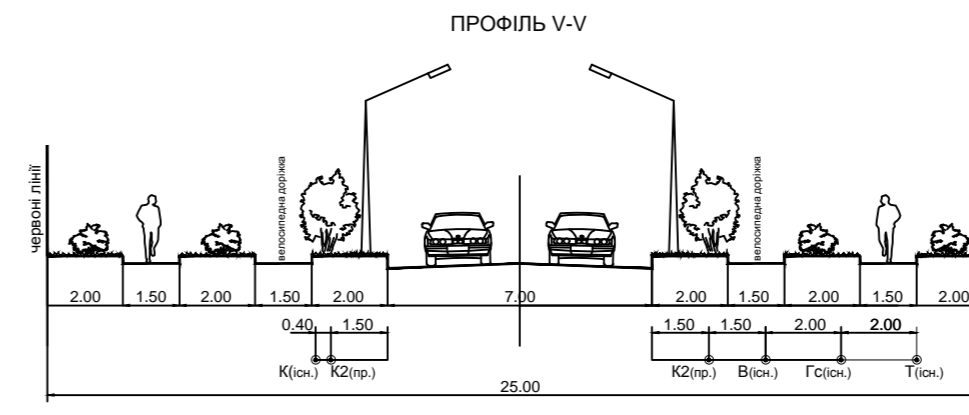 ПРОФІЛЬ V-V
червоні лінії
велосипедна доріжка
велосипедна доріжка
2.00 1.50 2.00 1.50 2.00 7.00 2.00 1.50 2.00 1.50 2.00
0.40 1.50 1.50 1.50 2.00 2.00
К(існ.) К2(пр.) К2(пр.) В(існ.) Гс(існ.) Т(існ.)
25.00